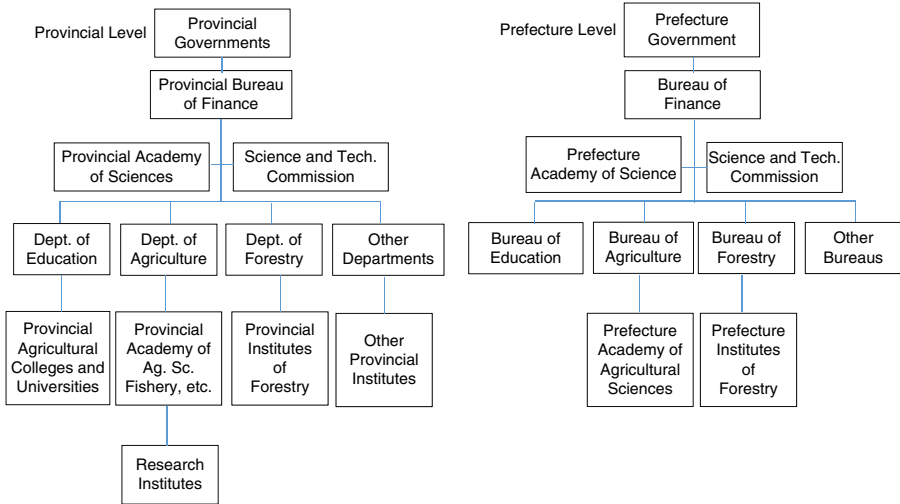 Provincial Level
Provincial
Governments
Provincial Bureau
of Finance
Provincial Academy
of Sciences
Science and Tech.
Commission
Dept. of
Education
Dept. of
Agriculture
Dept. of
Forestry
Other
Departments
Provincial
Agricultural
Colleges and
Universities
Provincial
Academy of
Ag. Sc.
Fishery, etc.
Provincial
Institutes
of
Forestry
Other
Provincial
Institutes
Research
Institutes
Prefecture Level
Prefecture
Government
Bureau of
Finance
Prefecture
Academy of Science
Science and Tech.
Commission
Bureau of
Education
Bureau of
Agriculture
Bureau of
Forestry
Other
Bureaus
Prefecture
Academy of
Agricultural
Sciences
Prefecture
Institutes
of
Forestry